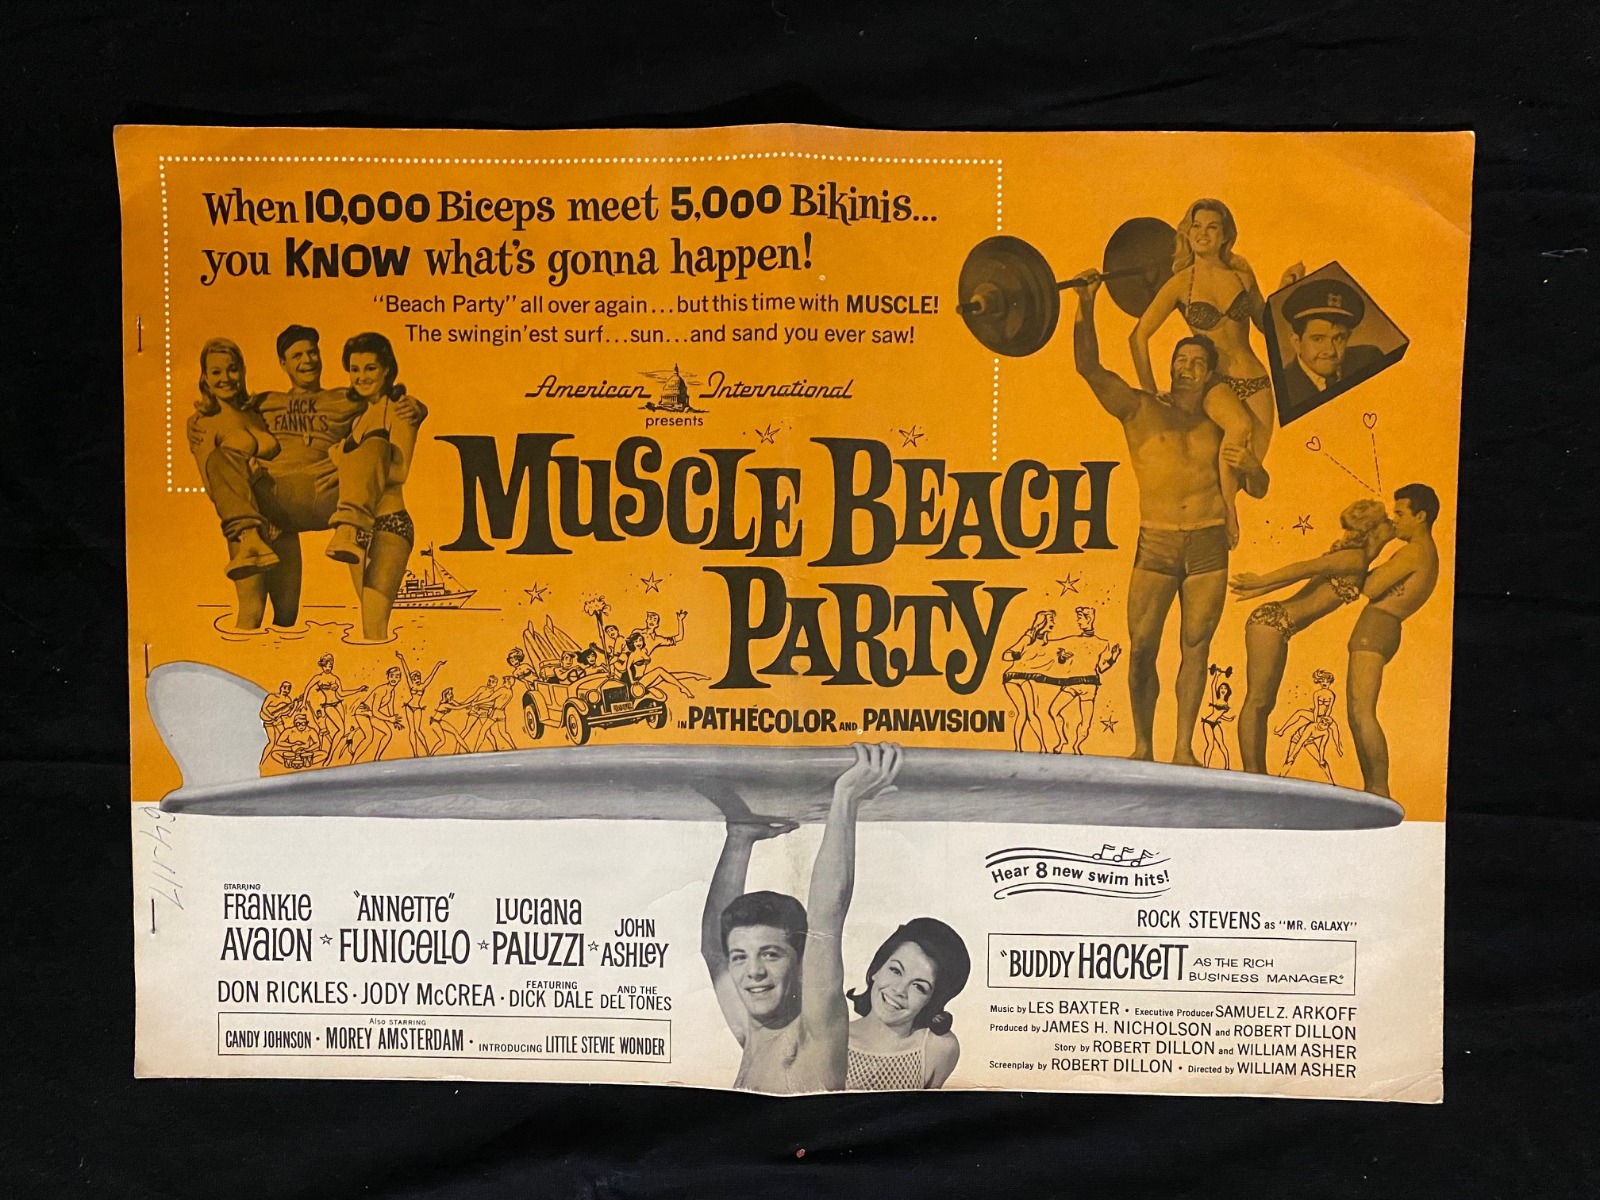 When 10,000 Biceps meet 5,000 Bikinis...
you KNOW what's gonna happen!
"Beach Party" all over again...but this time with MUSCLE!
The swingin'est surf...sun...and sand you ever saw!
American International
presents
JACK
FANNY'S
MUSCLE BEACH
PARTY
IN PATHÉCOLOR AND PANAVISION®
64-117
Hear 8 new swim hits!
STARRING
FRANKIE AVALON ☆ "ANNETTE" FUNICELLO ☆ LUCIANA PALUZZI ☆ JOHN ASHLEY
DON RICKLES · JODY McCREA · FEATURING DICK DALE AND THE DEL TONES
Also STARRING
CANDY JOHNSON · MOREY AMSTERDAM · INTRODUCING LITTLE STEVIE WONDER
ROCK STEVENS as "MR. GALAXY"
"BUDDY HACKETT AS THE RICH BUSINESS MANAGER"
Music by LES BAXTER · Executive Producer SAMUEL Z. ARKOFF
Produced by JAMES H. NICHOLSON and ROBERT DILLON
Story by ROBERT DILLON and WILLIAM ASHER
Screenplay by ROBERT DILLON · Directed by WILLIAM ASHER